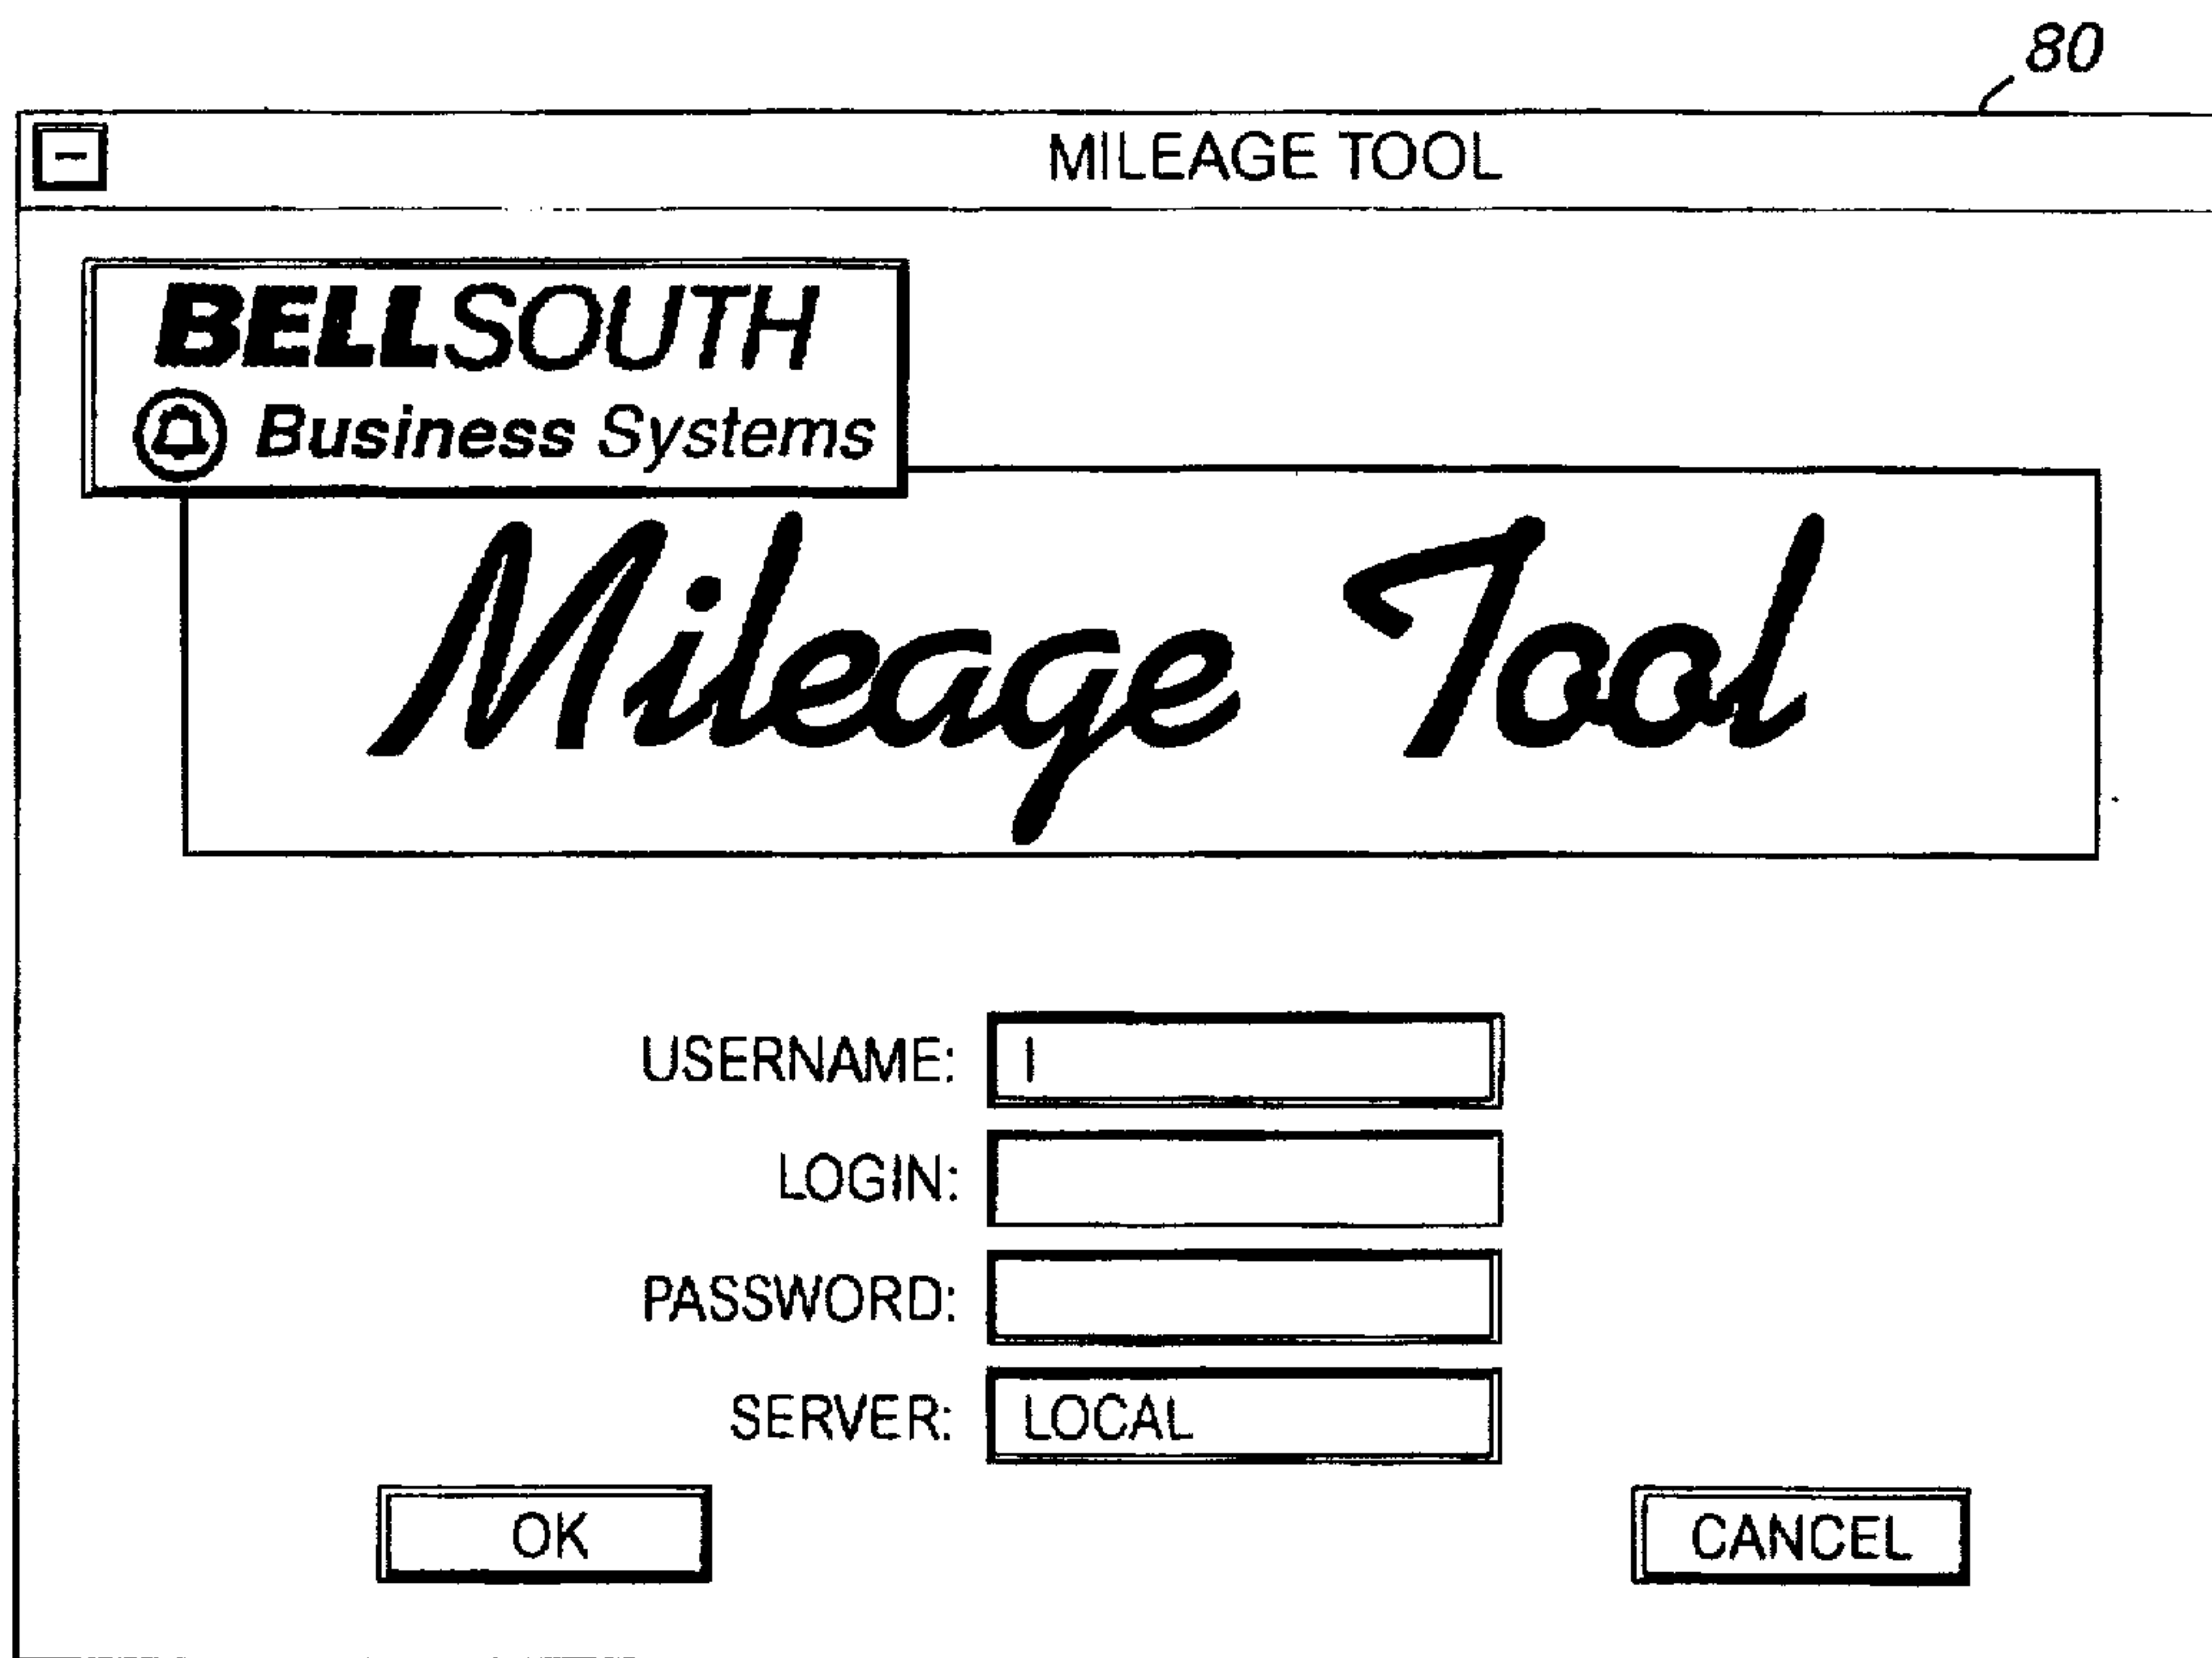 80
MILEAGE TOOL
BELLSOUTH
Business Systems
Mileage Tool
USERNAME:
LOGIN:
PASSWORD:
SERVER: LOCAL
OK CANCEL